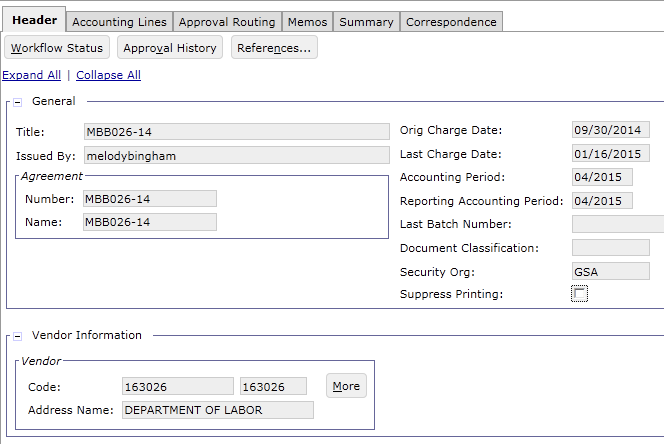 Header Accounting Lines Approval Routing Memos Summary Correspondence
Workflow Status Approval History References...
Expand All | Collapse All
General
Title: MBB026-14
Issued By: melodybingham
Agreement
Number: MBB026-14
Name: MBB026-14
Orig Charge Date: 09/30/2014
Last Charge Date: 01/16/2015
Accounting Period: 04/2015
Reporting Accounting Period: 04/2015
Last Batch Number:
Document Classification:
Security Org: GSA
Suppress Printing:
Vendor Information
Vendor
Code: 163026 163026 More
Address Name: DEPARTMENT OF LABOR